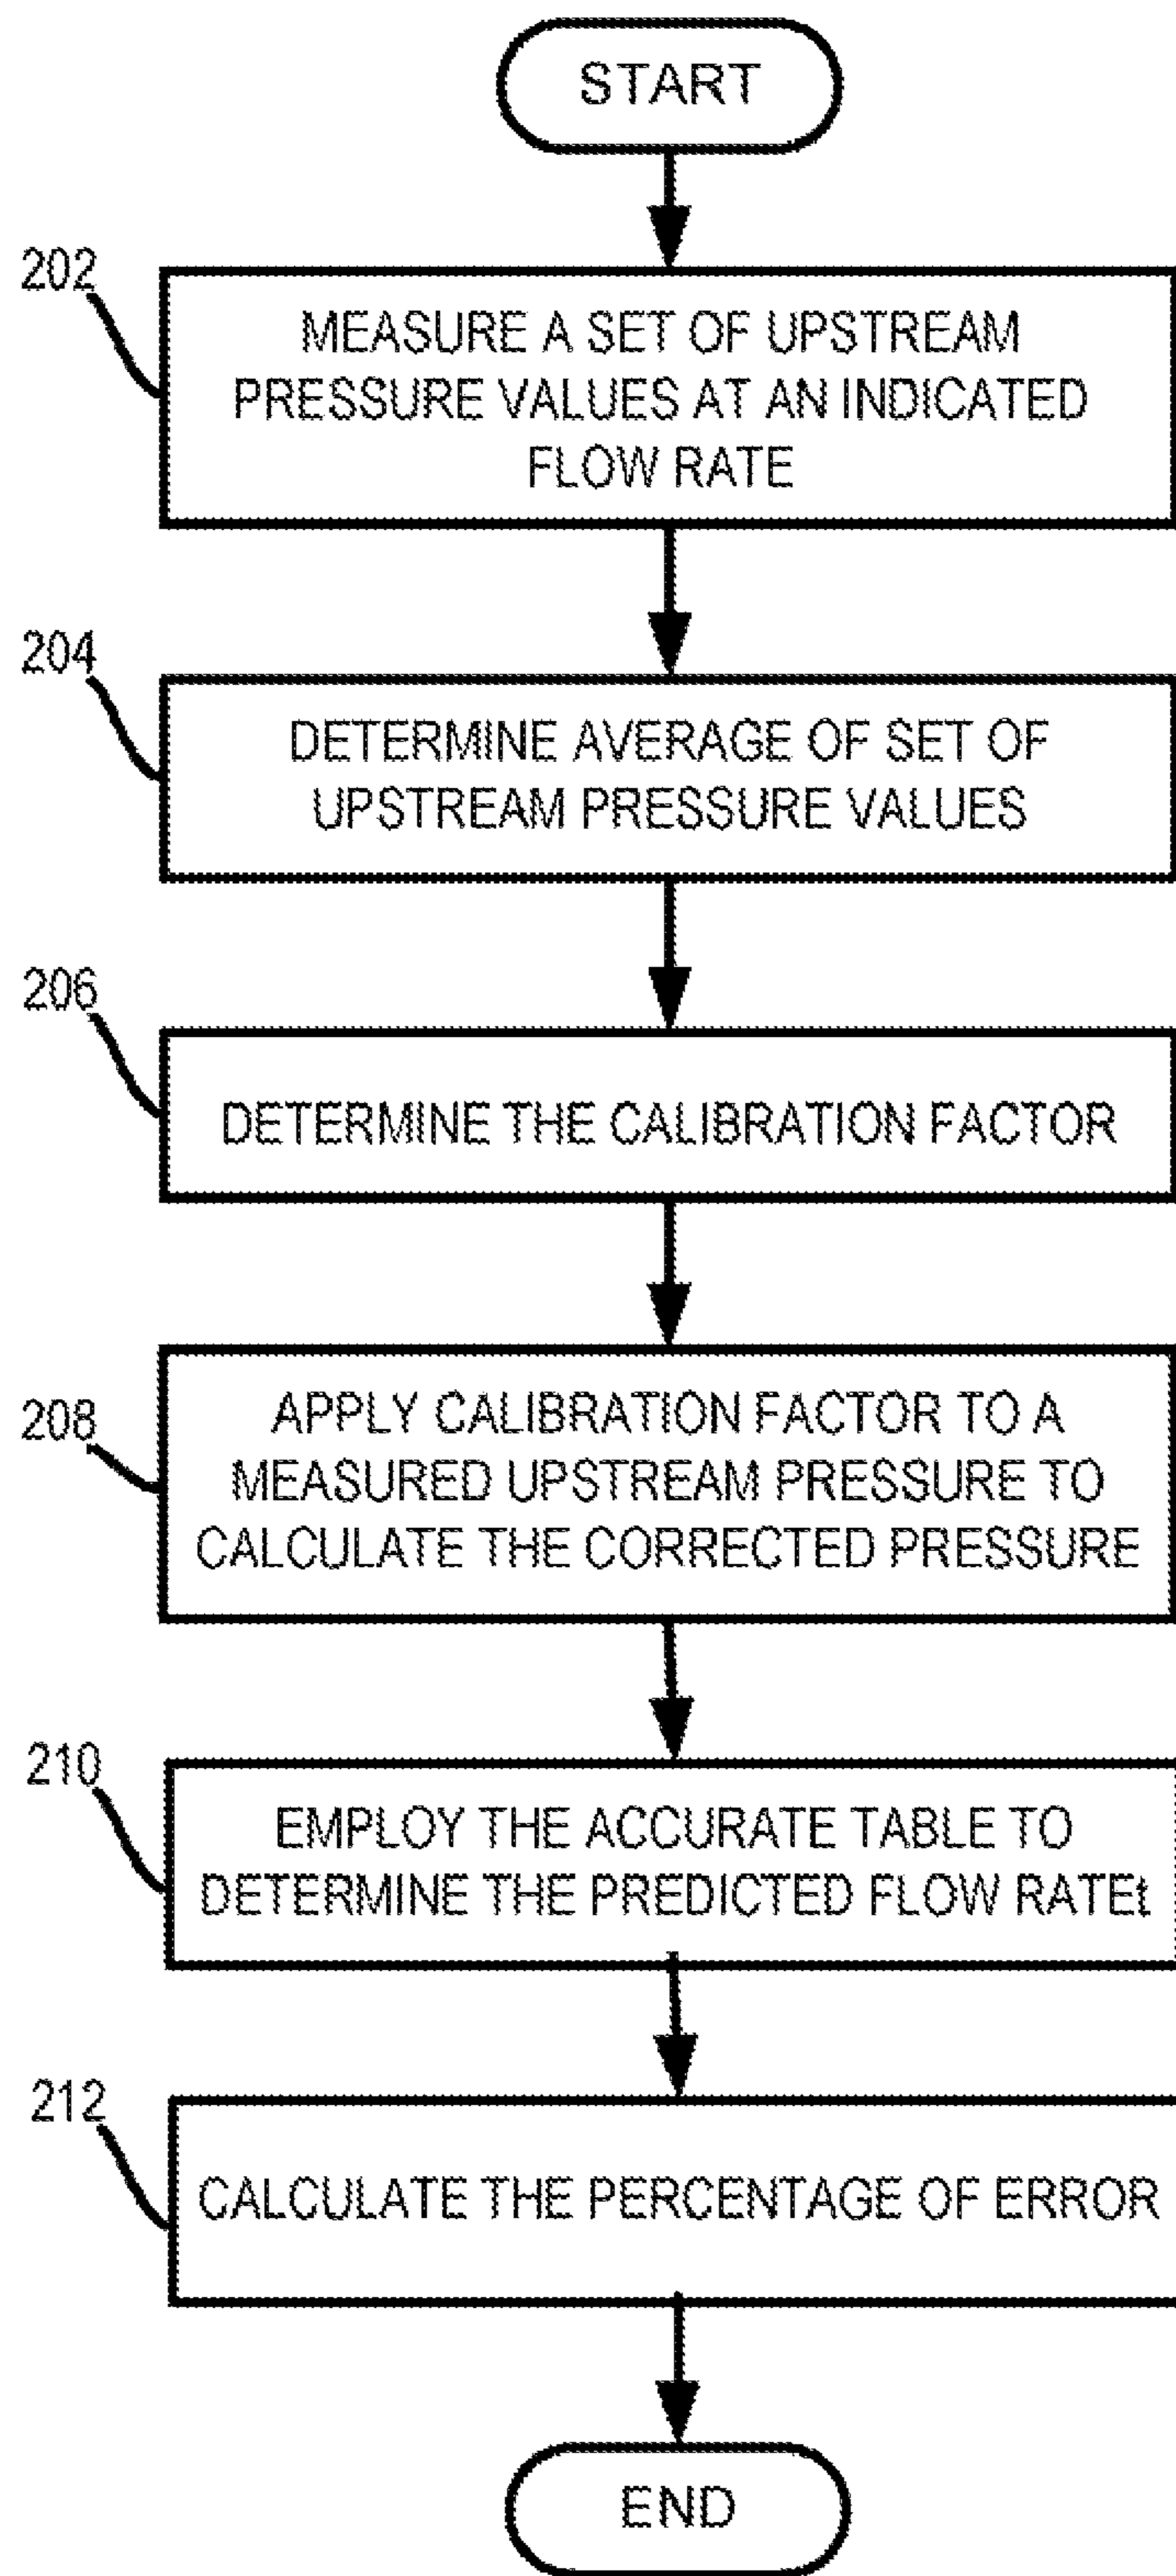 START
202
MEASURE A SET OF UPSTREAM
PRESSURE VALUES AT AN INDICATED
FLOW RATE
204
DETERMINE AVERAGE OF SET OF
UPSTREAM PRESSURE VALUES
206
DETERMINE THE CALIBRATION FACTOR
208
APPLY CALIBRATION FACTOR TO A
MEASURED UPSTREAM PRESSURE TO
CALCULATE THE CORRECTED PRESSURE
210
EMPLOY THE ACCURATE TABLE TO
DETERMINE THE PREDICTED FLOW RATEt
212
CALCULATE THE PERCENTAGE OF ERROR
END